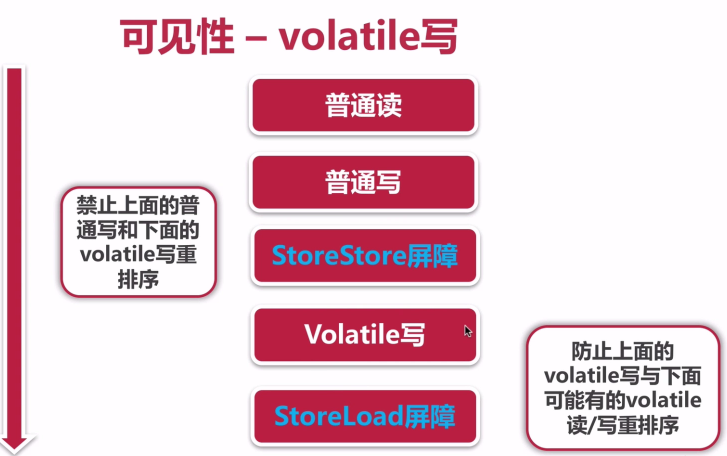 可见性 – volatile写
普通读
普通写
禁止上面的普
通写和下面的
volatile写重
排序
StoreStore屏障
Volatile写
防止上面的
volatile写与下面
可能有的volatile
读/写重排序
StoreLoad屏障